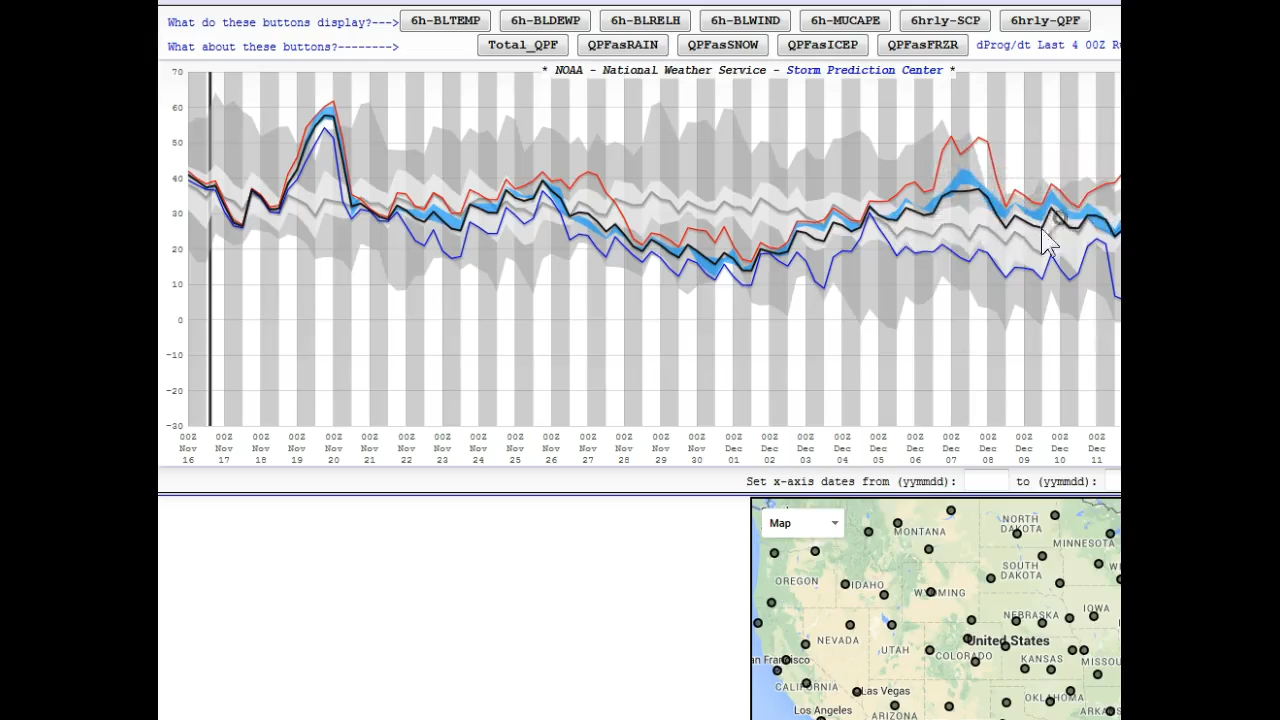 What do these buttons display?---> 6h-BLTEMP 6h-BLDEWP 6h-BLRELH 6h-BLWIND 6h-MUCAPE 6hrly-SCP 6hrly-QPF
What about these buttons?--------> Total_QPF QPFasRAIN QPFasSNOW QPFasICEP QPFasFRZR dProg/dt Last 4 00Z
* NOAA - National Weather Service - Storm Prediction Center *
70
60
50
40
30
20
10
0
-10
-20
-30
00Z 00Z 00Z 00Z 00Z 00Z 00Z 00Z 00Z 00Z 00Z 00Z 00Z 00Z 00Z 00Z 00Z 00Z 00Z 00Z 00Z 00Z 00Z 00Z 00Z 00Z
Nov Nov Nov Nov Nov Nov Nov Nov Nov Nov Nov Nov Nov Nov Nov Dec Dec Dec Dec Dec Dec Dec Dec Dec Dec Dec
16 17 18 19 20 21 22 23 24 25 26 27 28 29 30 01 02 03 04 05 06 07 08 09 10 11
Set x-axis dates from (yymmdd): to (yymmdd):
Map
MONTANA
NORTH
DAKOTA
MINNESOTA
OREGON
IDAHO
SOUTH
DAKOTA
WYOMING
NEBRASKA
IOWA
NEVADA
UTAH
United States
COLORADO
KANSAS
MISSOU
an Francisco
CALIFORNIA
Las Vegas
OKLAHOMA
Los Angeles
ARIZONA
ARKA